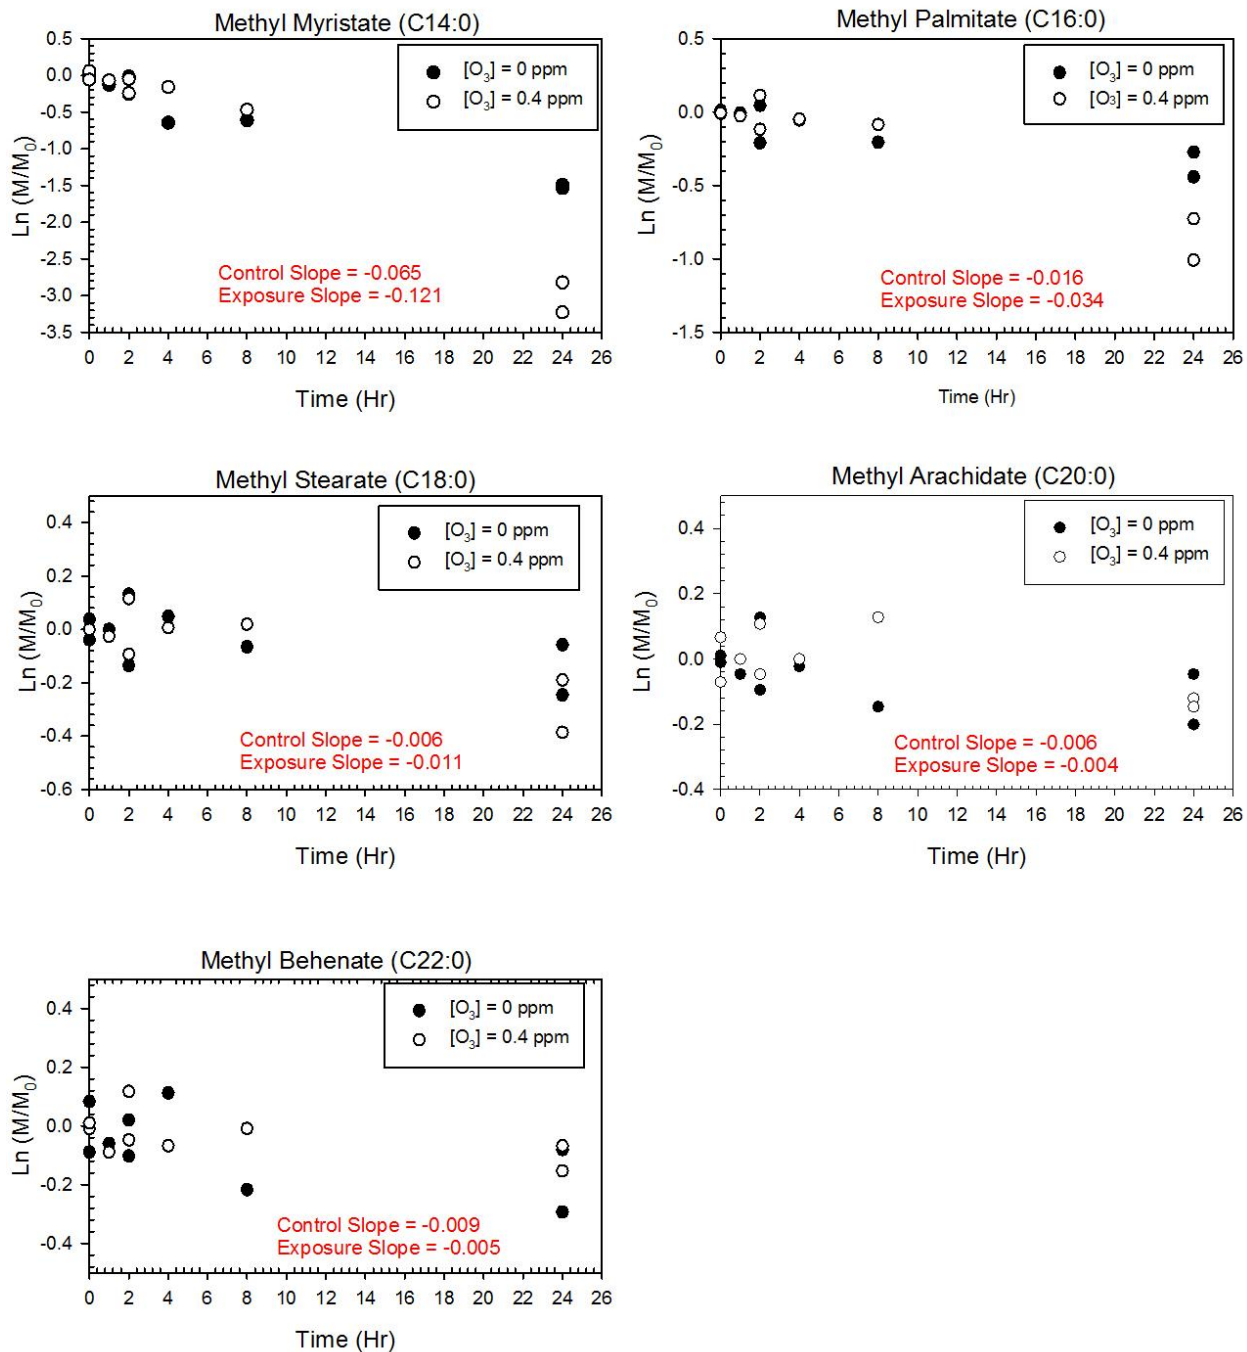 Methyl Myristate (C14:0)
0.5
0.0
-0.5
-1.0
-1.5
-2.0
-2.5
-3.0
-3.5
Ln (M/M₀)
[O₃] = 0 ppm
[O₃] = 0.4 ppm
Control Slope = -0.065
Exposure Slope = -0.121
0 2 4 6 8 10 12 14 16 18 20 22 24 26
Time (Hr)
Methyl Palmitate (C16:0)
0.5
0.0
-0.5
-1.0
-1.5
Ln (M/M₀)
[O₃] = 0 ppm
[O₃] = 0.4 ppm
Control Slope = -0.016
Exposure Slope = -0.034
0 2 4 6 8 10 12 14 16 18 20 22 24 26
Time (Hr)
Methyl Stearate (C18:0)
0.4
0.2
0.0
-0.2
-0.4
-0.6
Ln (M/M₀)
[O₃] = 0 ppm
[O₃] = 0.4 ppm
Control Slope = -0.006
Exposure Slope = -0.011
0 2 4 6 8 10 12 14 16 18 20 22 24 26
Time (Hr)
Methyl Arachidate (C20:0)
0.4
0.2
0.0
-0.2
-0.4
Ln (M/M₀)
[O₃] = 0 ppm
[O₃] = 0.4 ppm
Control Slope = -0.006
Exposure Slope = -0.004
0 2 4 6 8 10 12 14 16 18 20 22 24 26
Time (Hr)
Methyl Behenate (C22:0)
0.4
0.2
0.0
-0.2
-0.4
Ln (M/M₀)
[O₃] = 0 ppm
[O₃] = 0.4 ppm
Control Slope = -0.009
Exposure Slope = -0.005
0 2 4 6 8 10 12 14 16 18 20 22 24 26
Time (Hr)